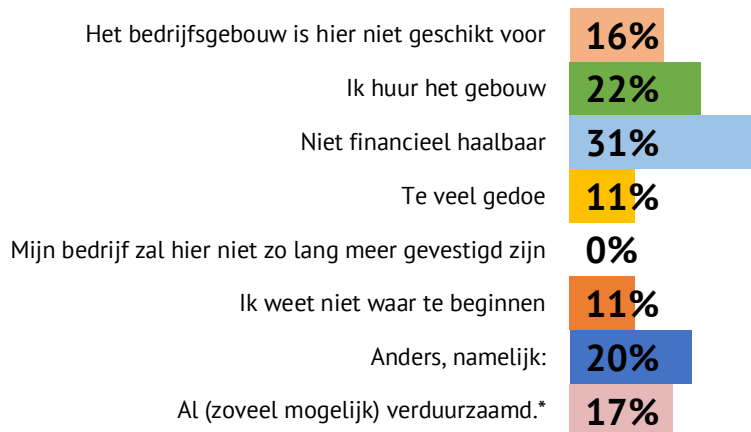 Het bedrijfsgebouw is hier niet geschikt voor 16%
Ik huur het gebouw 22%
Niet financieel haalbaar 31%
Te veel gedoe 11%
Mijn bedrijf zal hier niet zo lang meer gevestigd zijn 0%
Ik weet niet waar te beginnen 11%
Anders, namelijk: 20%
Al (zoveel mogelijk) verduurzaamd.* 17%